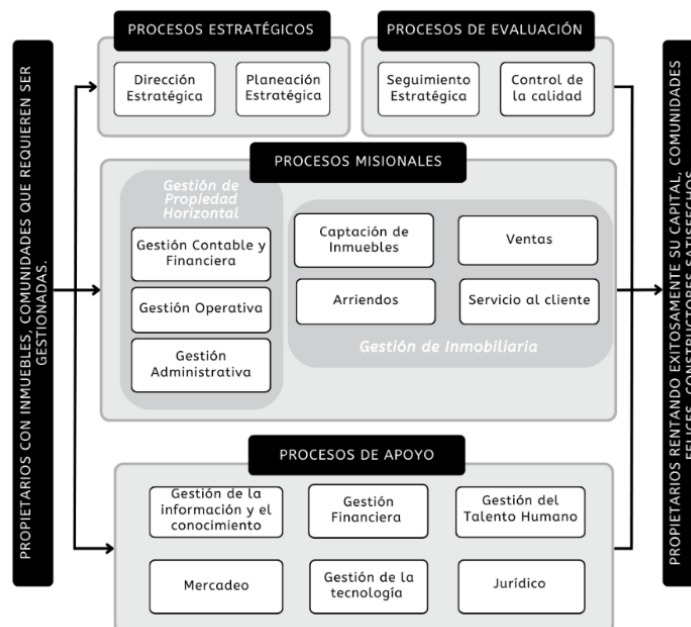 PROPIETARIOS CON INMUEBLES, COMUNIDADES QUE REQUIEREN SER
GESTIONADAS.
PROCESOS ESTRATÉGICOS
Dirección
Estratégica
Planeación
Estratégica
PROCESOS DE EVALUACIÓN
Seguimiento
Estratégica
Control de
la calidad
PROCESOS MISIONALES
Gestión de
Propiedad
Horizontal
Gestión Contable y
Financiera
Gestión Operativa
Gestión
Administrativa
Captación de
Inmuebles
Ventas
Arriendos
Servicio al cliente
Gestión de Inmobiliaria
PROCESOS DE APOYO
Gestión de la
información y el
conocimiento
Gestión
Financiera
Gestión del
Talento Humano
Mercadeo
Gestión de la
tecnología
Jurídico
PROPIETARIOS RENTANDO EXITOSAMENTE SU CAPITAL, COMUNIDADES
FELICES, CONSTRUCTORES SATISFECHOS